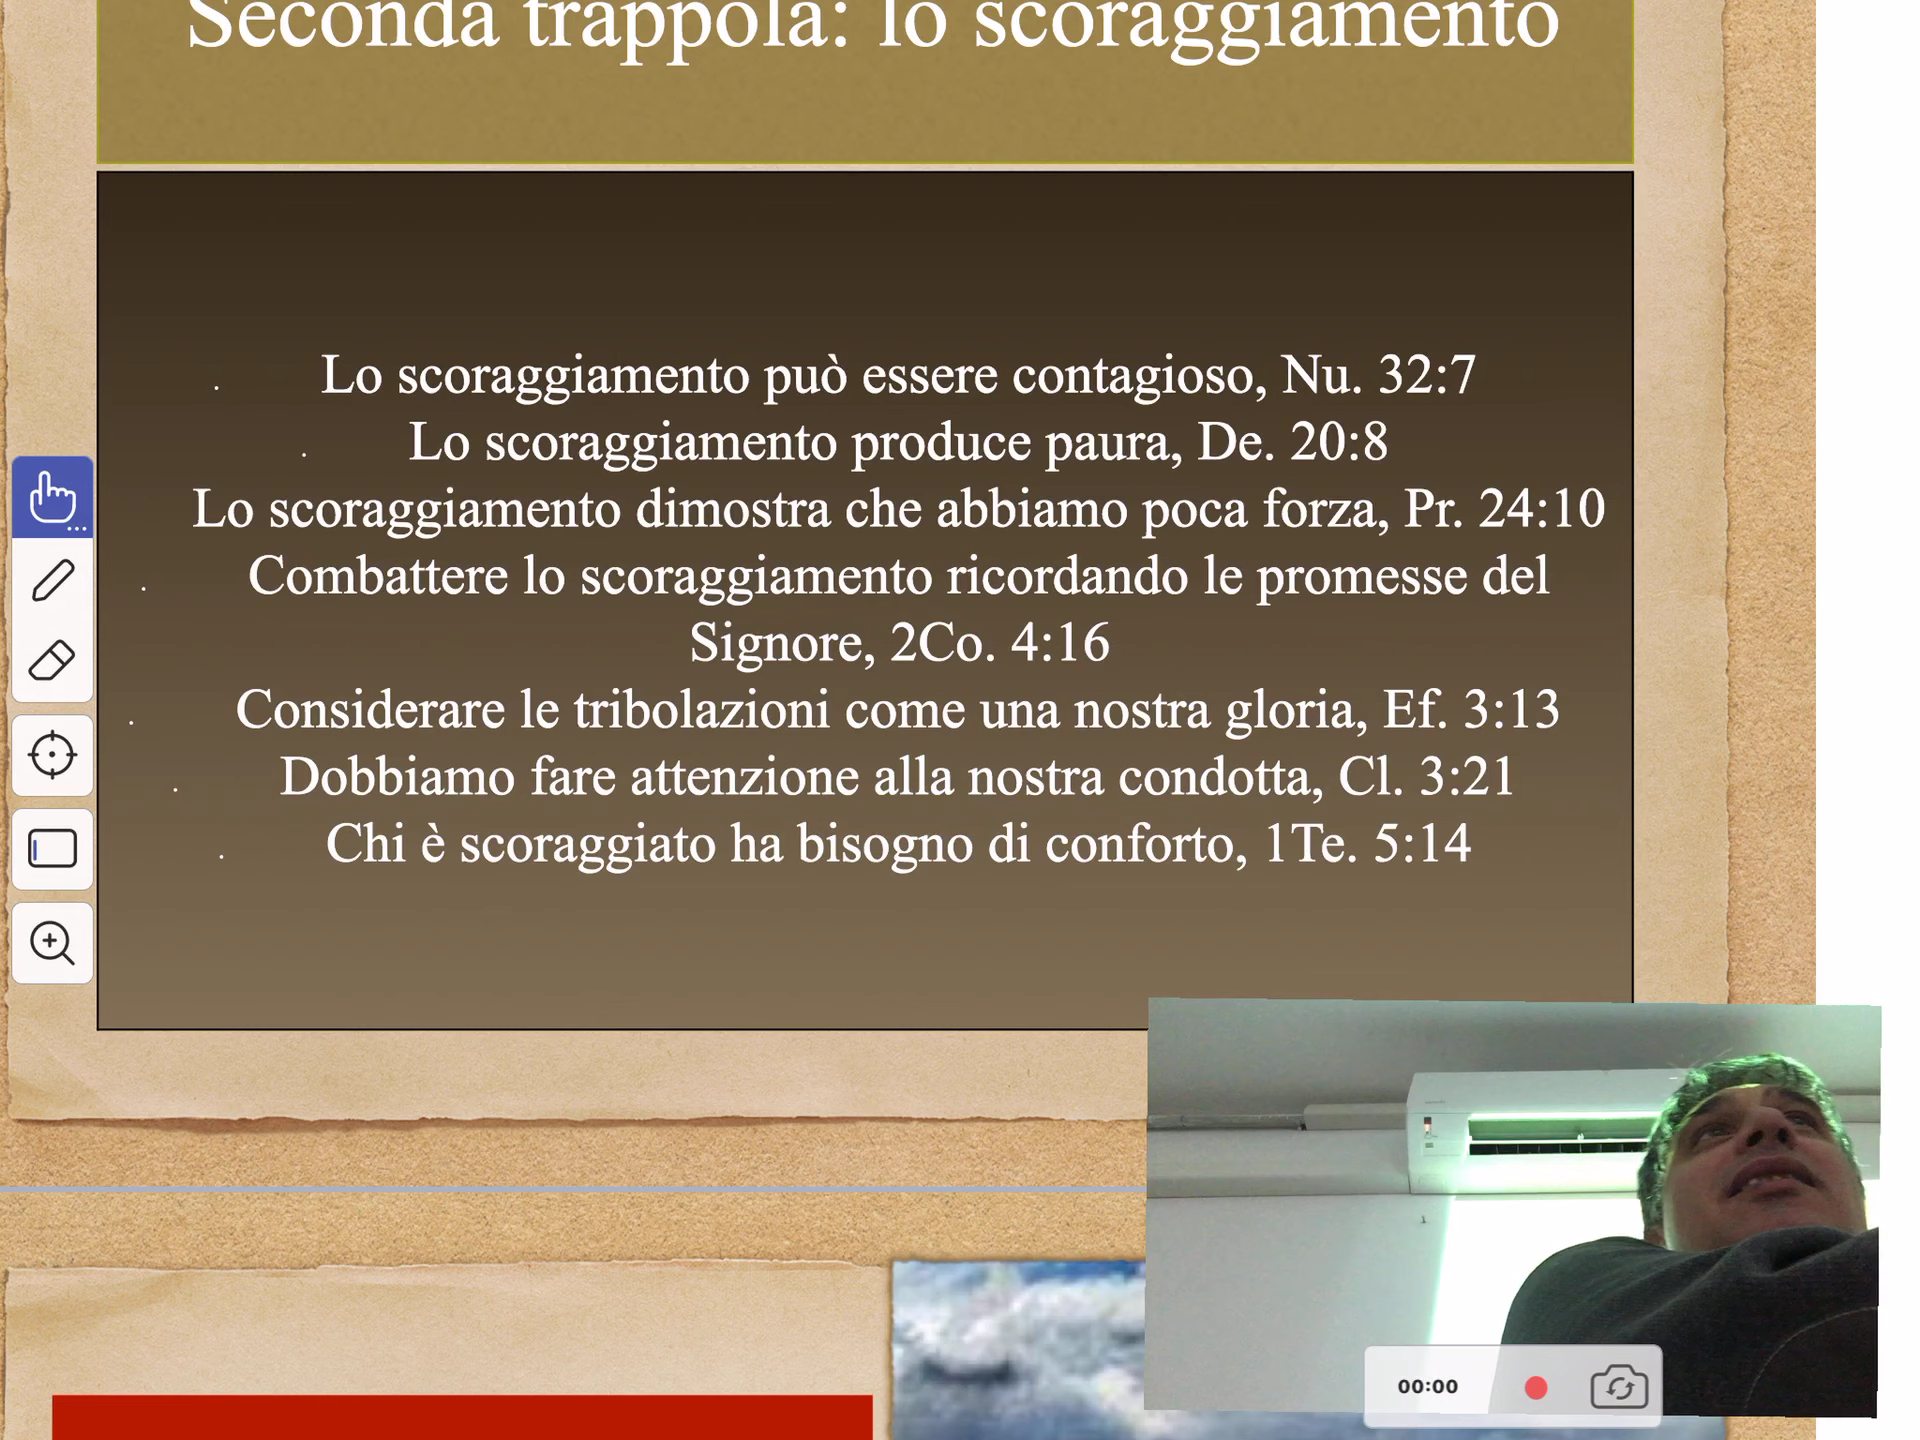 Seconda trappola: lo scoraggiamento
Lo scoraggiamento può essere contagioso, Nu. 32:7
Lo scoraggiamento produce paura, De. 20:8
Lo scoraggiamento dimostra che abbiamo poca forza, Pr. 24:10
Combattere lo scoraggiamento ricordando le promesse del
Signore, 2Co. 4:16
Considerare le tribolazioni come una nostra gloria, Ef. 3:13
Dobbiamo fare attenzione alla nostra condotta, Cl. 3:21
Chi è scoraggiato ha bisogno di conforto, 1Te. 5:14
00:00